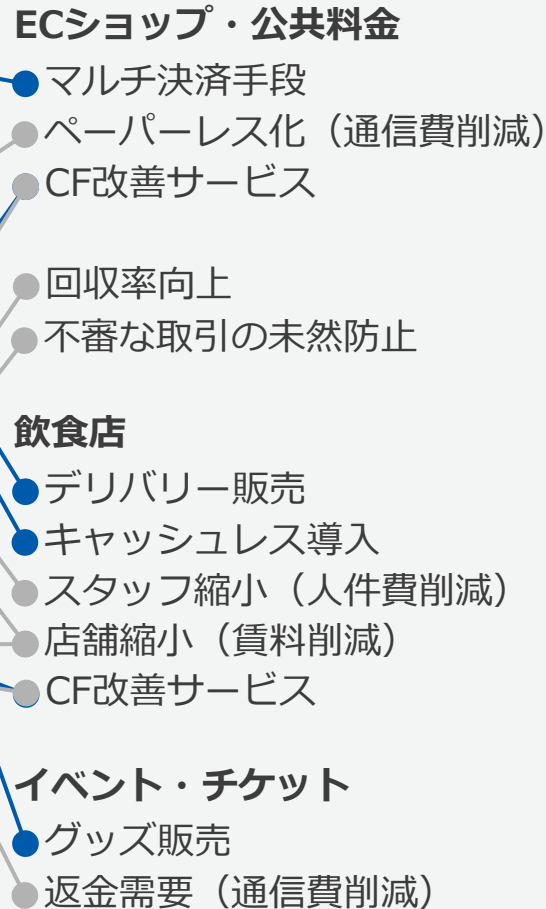 ECショップ・公共料金
マルチ決済手段
ペーパーレス化（通信費削減）
CF改善サービス
回収率向上
不審な取引の未然防止
飲食店
デリバリー販売
キャッシュレス導入
スタッフ縮小（人件費削減）
店舗縮小（賃料削減）
CF改善サービス
イベント・チケット
グッズ販売
返金需要（通信費削減）